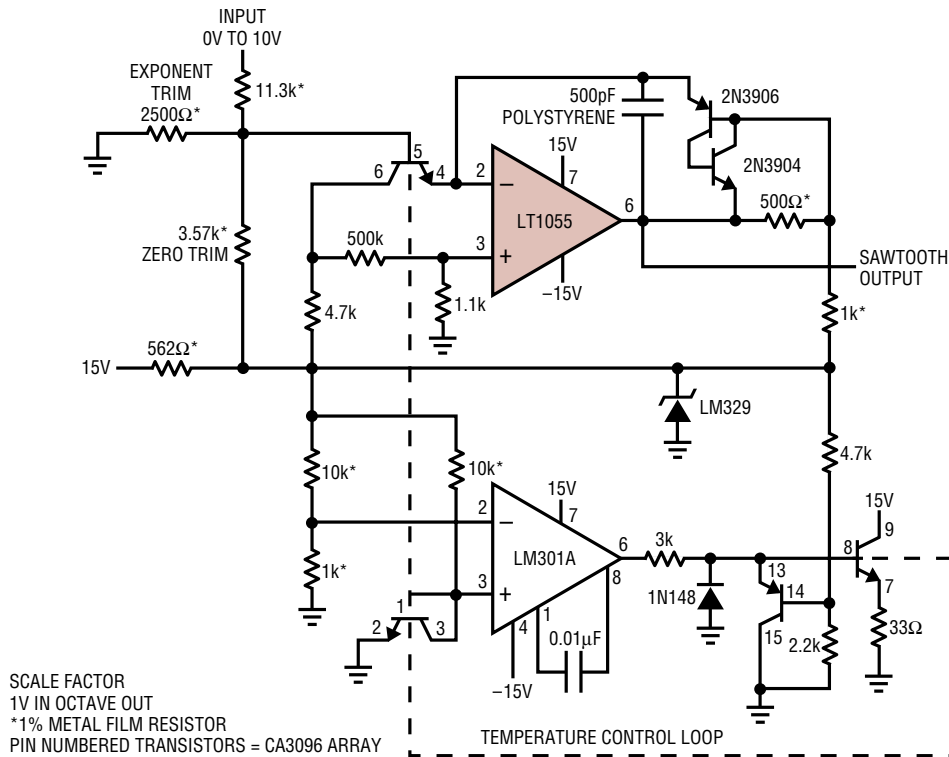 INPUT
0V TO 10V
EXPONENT
TRIM
2500Ω*
11.3k*
500pF
POLYSTYRENE
2N3906
2N3904
5
6
4
2
15V
7
–
LT1055
6
500Ω*
3.57k*
ZERO TRIM
500k
3
+
–15V
SAWTOOTH
OUTPUT
4.7k
1.1k
1k*
15V
562Ω*
LM329
4.7k
10k*
10k*
15V
7
15V
9
2
–
LM301A
6
3k
8
8
13
7
14
1k*
3
+
1
4
1N148
1
2
3
0.01µF
15
2.2k
33Ω
–15V
SCALE FACTOR
1V IN OCTAVE OUT
*1% METAL FILM RESISTOR
PIN NUMBERED TRANSISTORS = CA3096 ARRAY
TEMPERATURE CONTROL LOOP